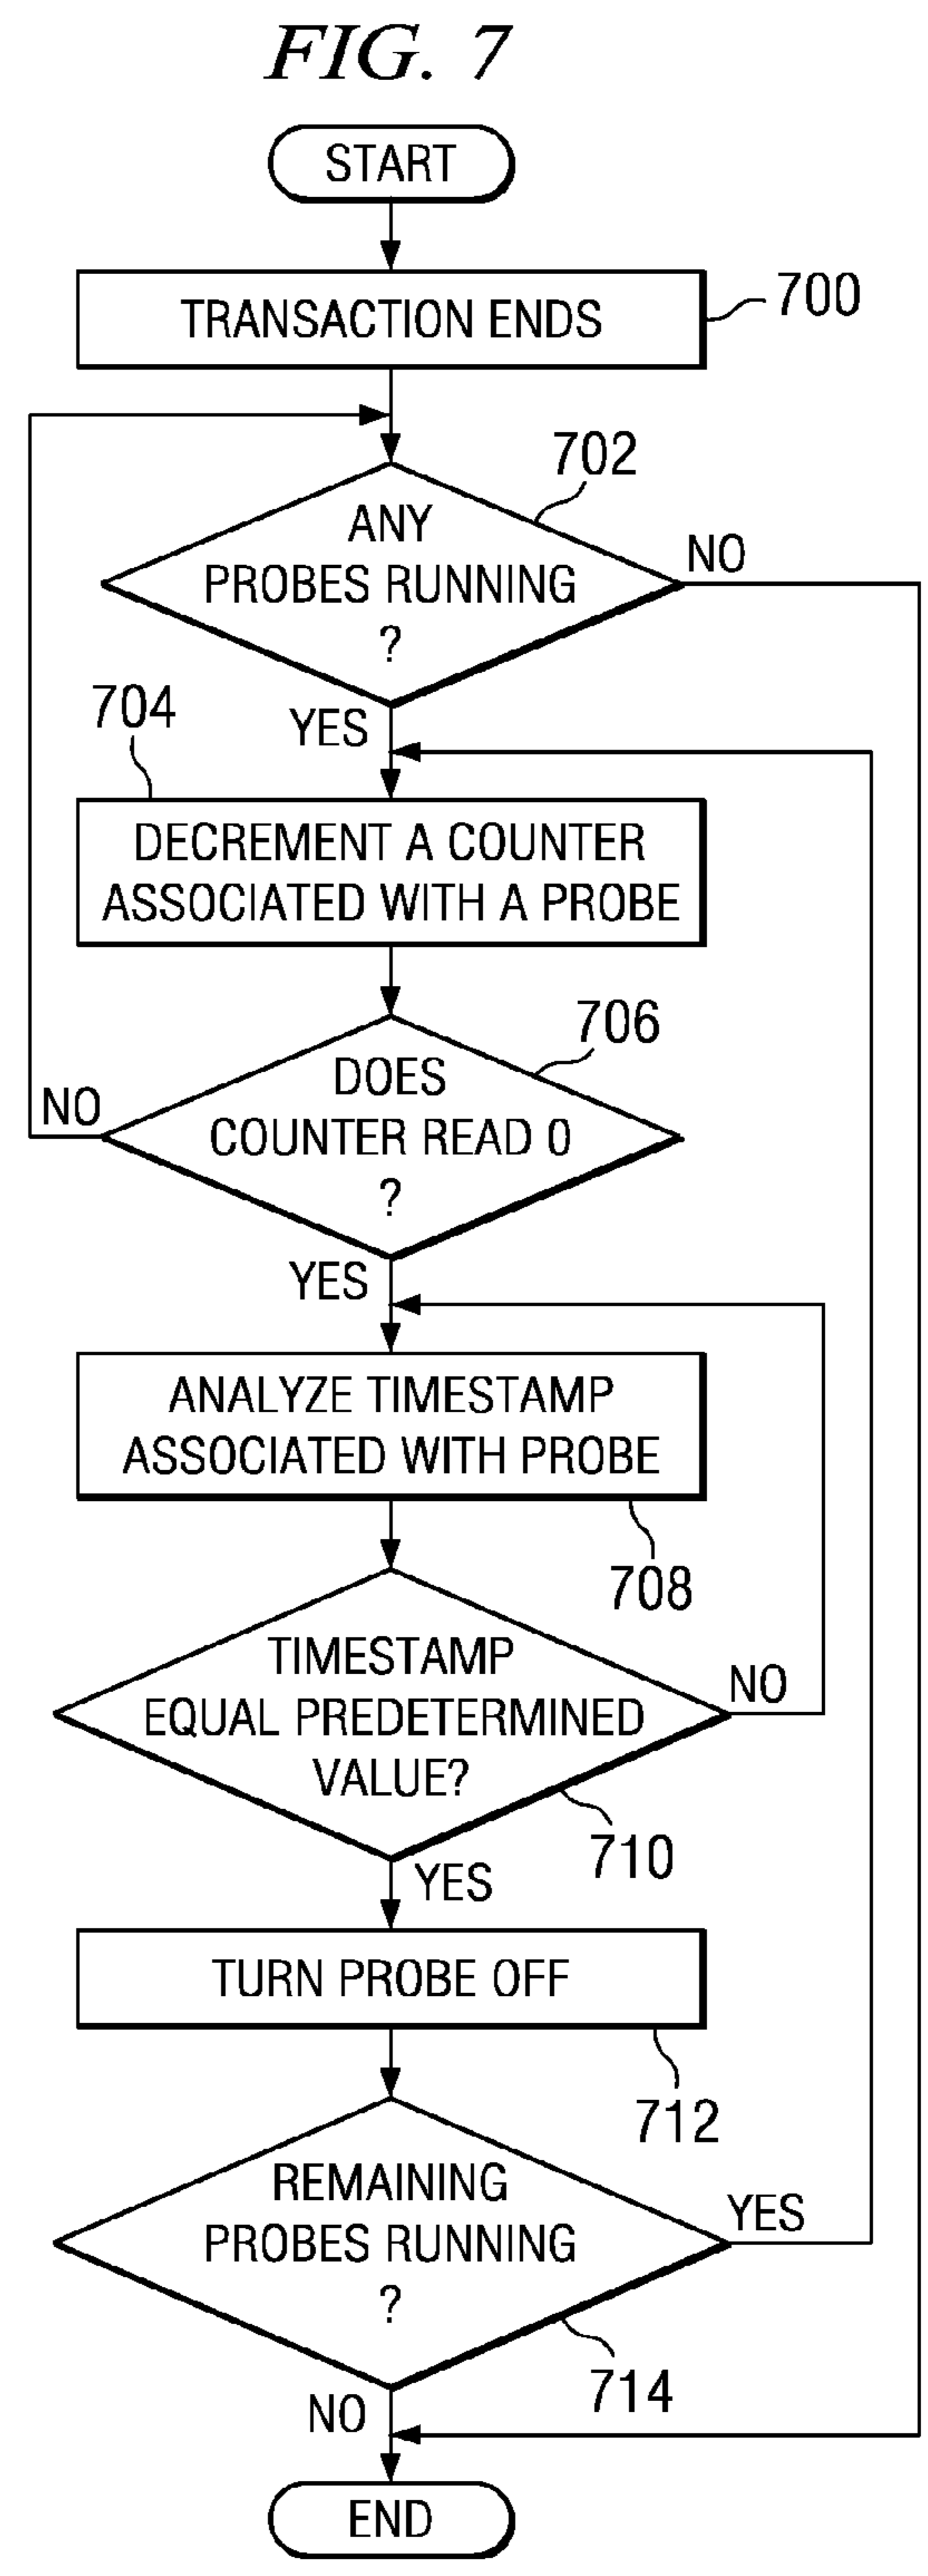 FIG. 7
START
TRANSACTION ENDS
700
702
ANY
PROBES RUNNING
?
NO
YES
704
DECREMENT A COUNTER
ASSOCIATED WITH A PROBE
706
DOES
COUNTER READ 0
?
NO
YES
ANALYZE TIMESTAMP
ASSOCIATED WITH PROBE
708
TIMESTAMP
EQUAL PREDETERMINED
VALUE?
NO
710
YES
TURN PROBE OFF
712
REMAINING
PROBES RUNNING
?
YES
714
NO
END